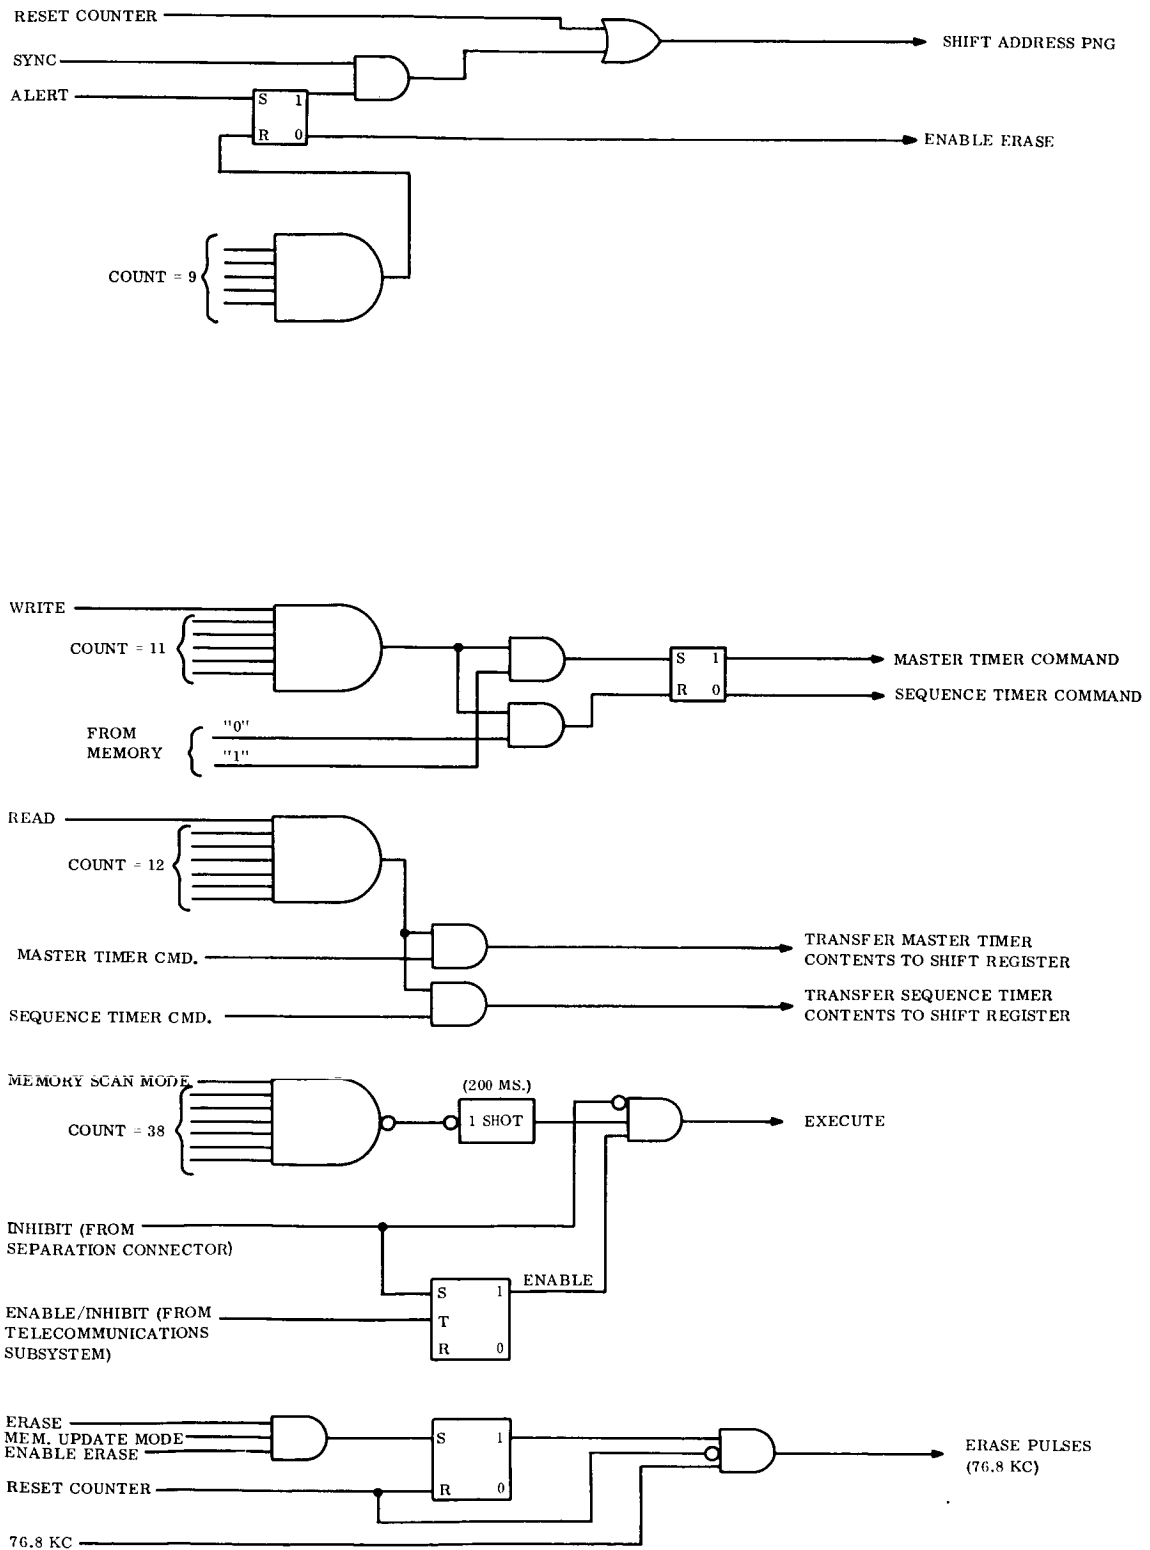 RESET COUNTER
SHIFT ADDRESS PNG
SYNC
ALERT
S 1
R 0
ENABLE ERASE
COUNT = 9
WRITE
COUNT = 11
S 1
MASTER TIMER COMMAND
R 0
SEQUENCE TIMER COMMAND
FROM
MEMORY
"0"
"1"
READ
COUNT = 12
MASTER TIMER CMD.
TRANSFER MASTER TIMER
CONTENTS TO SHIFT REGISTER
SEQUENCE TIMER CMD.
TRANSFER SEQUENCE TIMER
CONTENTS TO SHIFT REGISTER
MEMORY SCAN MODE
COUNT = 38
(200 MS.)
1 SHOT
EXECUTE
INHIBIT (FROM
SEPARATION CONNECTOR)
ENABLE
S 1
T
R 0
ENABLE/INHIBIT (FROM
TELECOMMUNICATIONS
SUBSYSTEM)
ERASE
MEM. UPDATE MODE
ENABLE ERASE
S 1
R 0
ERASE PULSES
(76.8 KC)
RESET COUNTER
76.8 KC